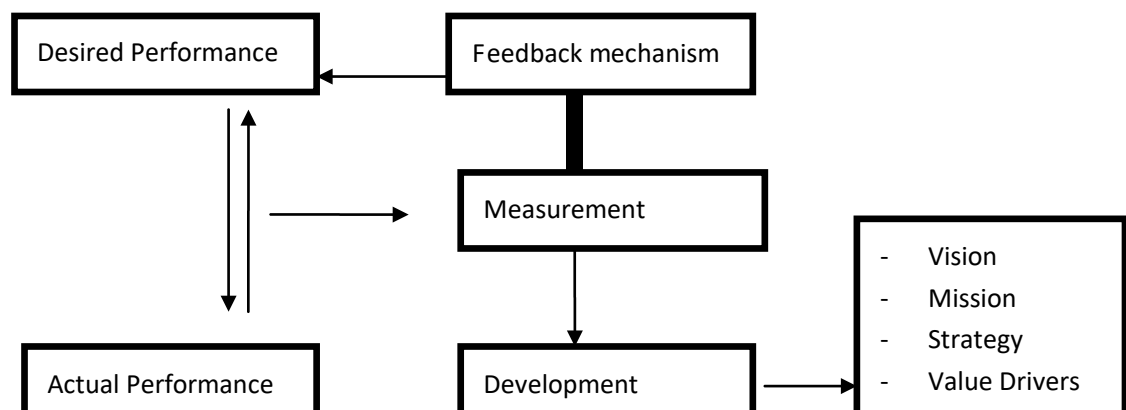 Desired Performance
Feedback mechanism
Measurement
- Vision
- Mission
- Strategy
- Value Drivers
Actual Performance
Development